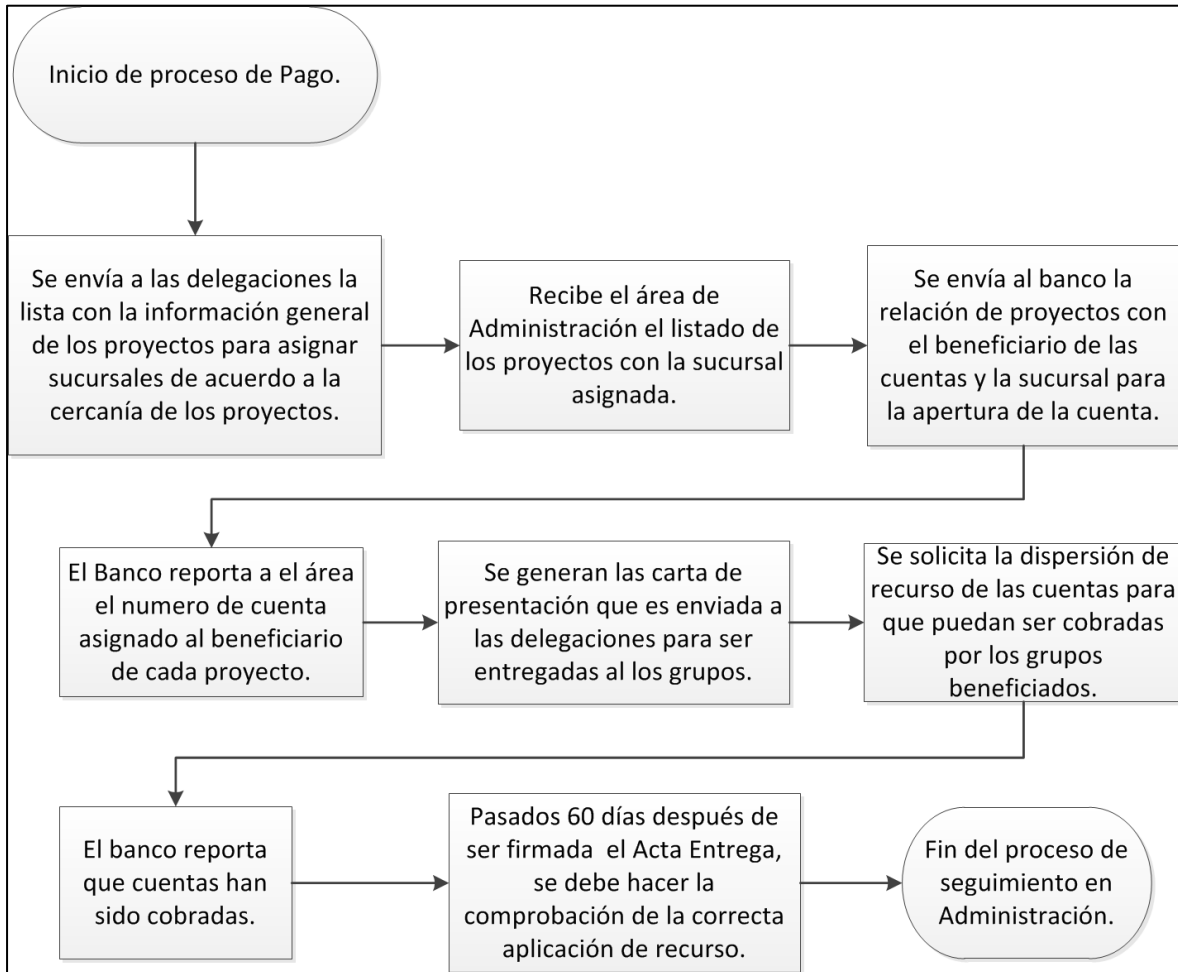 Inicio de proceso de Pago.
Se envía a las delegaciones la
lista con la información general
de los proyectos para asignar
sucursales de acuerdo a la
cercanía de los proyectos.
Recibe el área de
Administración el listado de
los proyectos con la sucursal
asignada.
Se envía al banco la
relación de proyectos con
el beneficiario de las
cuentas y la sucursal para
la apertura de la cuenta.
El Banco reporta a el área
el numero de cuenta
asignado al beneficiario
de cada proyecto.
Se generan las carta de
presentación que es enviada a
las delegaciones para ser
entregadas al los grupos.
Se solicita la dispersión de
recurso de las cuentas para
que puedan ser cobradas
por los grupos
beneficiados.
El banco reporta
que cuentas han
sido cobradas.
Pasados 60 días después de
ser firmada  el Acta Entrega,
se debe hacer la
comprobación de la correcta
aplicación de recurso.
Fin del proceso de
seguimiento en
Administración.